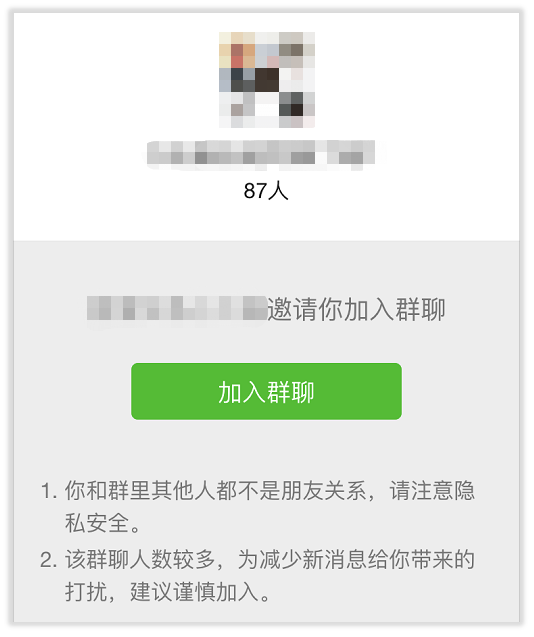 87人
邀请你加入群聊
加入群聊
1. 你和群里其他人都不是朋友关系，请注意隐
私安全。
2. 该群聊人数较多，为减少新消息给你带来的
打扰，建议谨慎加入。